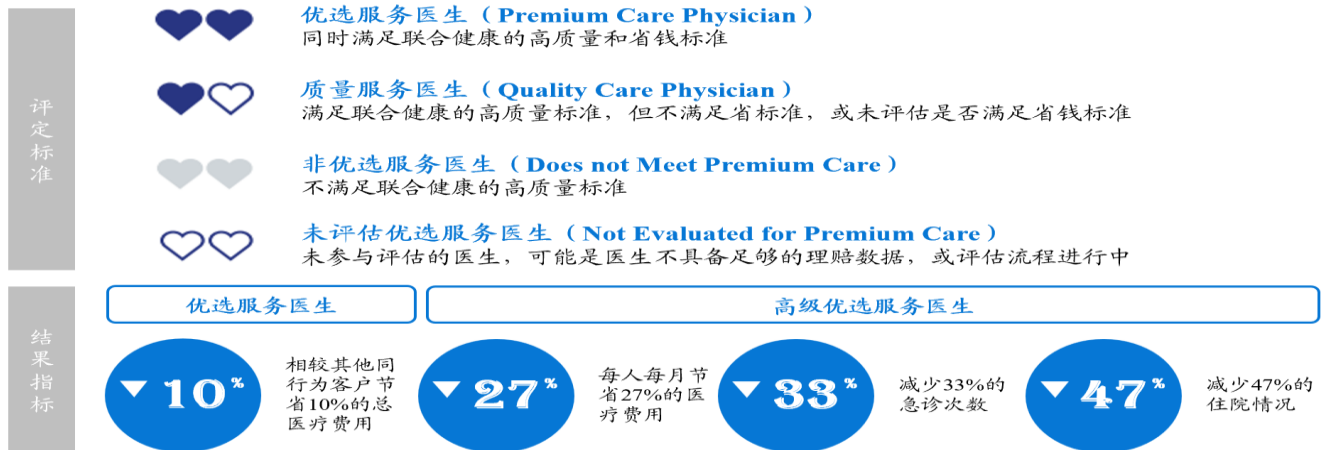 评定标准
优选服务医生（Premium Care Physician）
同时满足联合健康的高质量和省钱标准
质量服务医生（Quality Care Physician）
满足联合健康的高质量标准，但不满足省标准，或未评估是否满足省钱标准
非优选服务医生（Does not Meet Premium Care）
不满足联合健康的高质量标准
未评估优选服务医生（Not Evaluated for Premium Care）
未参与评估的医生，可能是医生不具备足够的理赔数据，或评估流程进行中
结果指标
优选服务医生
高级优选服务医生
10%
相较其他同
行为客户节
省10%的总
医疗费用
27%
每人每月节
省27%的医
疗费用
33%
减少33%的
急诊次数
47%
减少47%的
住院情况